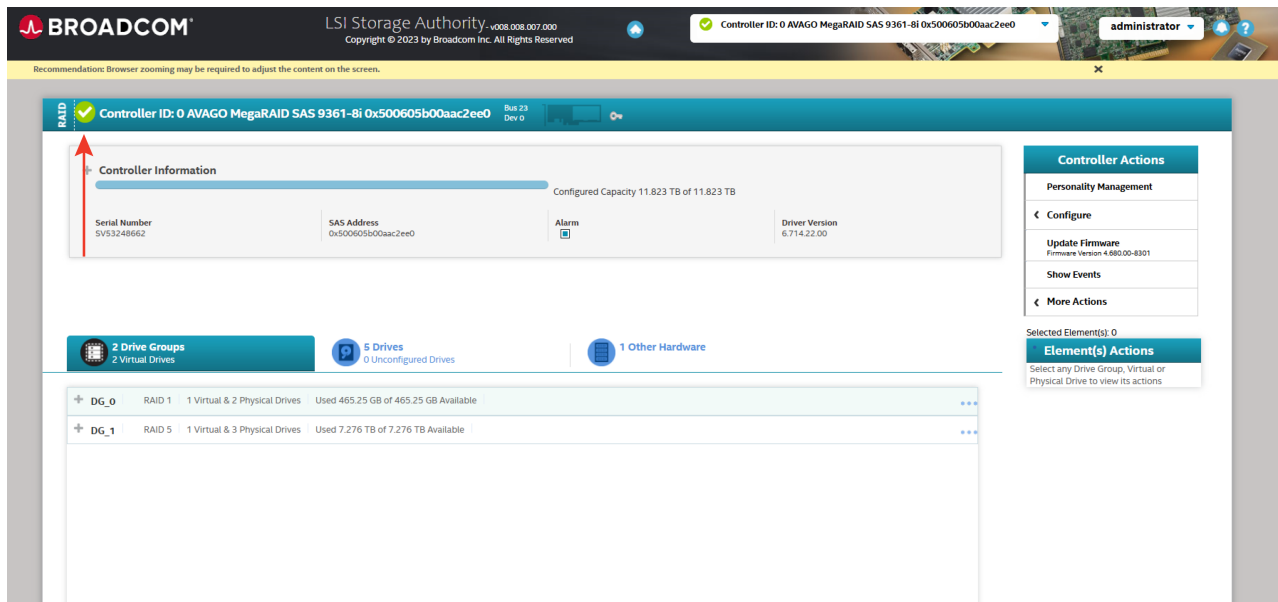 BROADCOM®
LSI Storage Authority. v008.008.007.000
Copyright © 2023 by Broadcom Inc. All Rights Reserved
Controller ID: 0 AVAGO MegaRAID SAS 9361-8i 0x500605b00aac2ee0
administrator
?
Recommendation: Browser zooming may be required to adjust the content on the screen.
RAID
Controller ID: 0 AVAGO MegaRAID SAS 9361-8i 0x500605b00aac2ee0
Bus 23
Dev 0
Controller Information
Configured Capacity 11.823 TB of 11.823 TB
Serial Number
SV53248662
SAS Address
0x500605b00aac2ee0
Alarm
Driver Version
6.714.22.00
Controller Actions
Personality Management
Configure
Update Firmware
Firmware Version 4.680.00-8301
Show Events
More Actions
2 Drive Groups
2 Virtual Drives
5 Drives
0 Unconfigured Drives
1 Other Hardware
Selected Element(s): 0
Element(s) Actions
Select any Drive Group, Virtual or
Physical Drive to view its actions
DG_0 RAID 1 1 Virtual & 2 Physical Drives Used 465.25 GB of 465.25 GB Available
DG_1 RAID 5 1 Virtual & 3 Physical Drives Used 7.276 TB of 7.276 TB Available